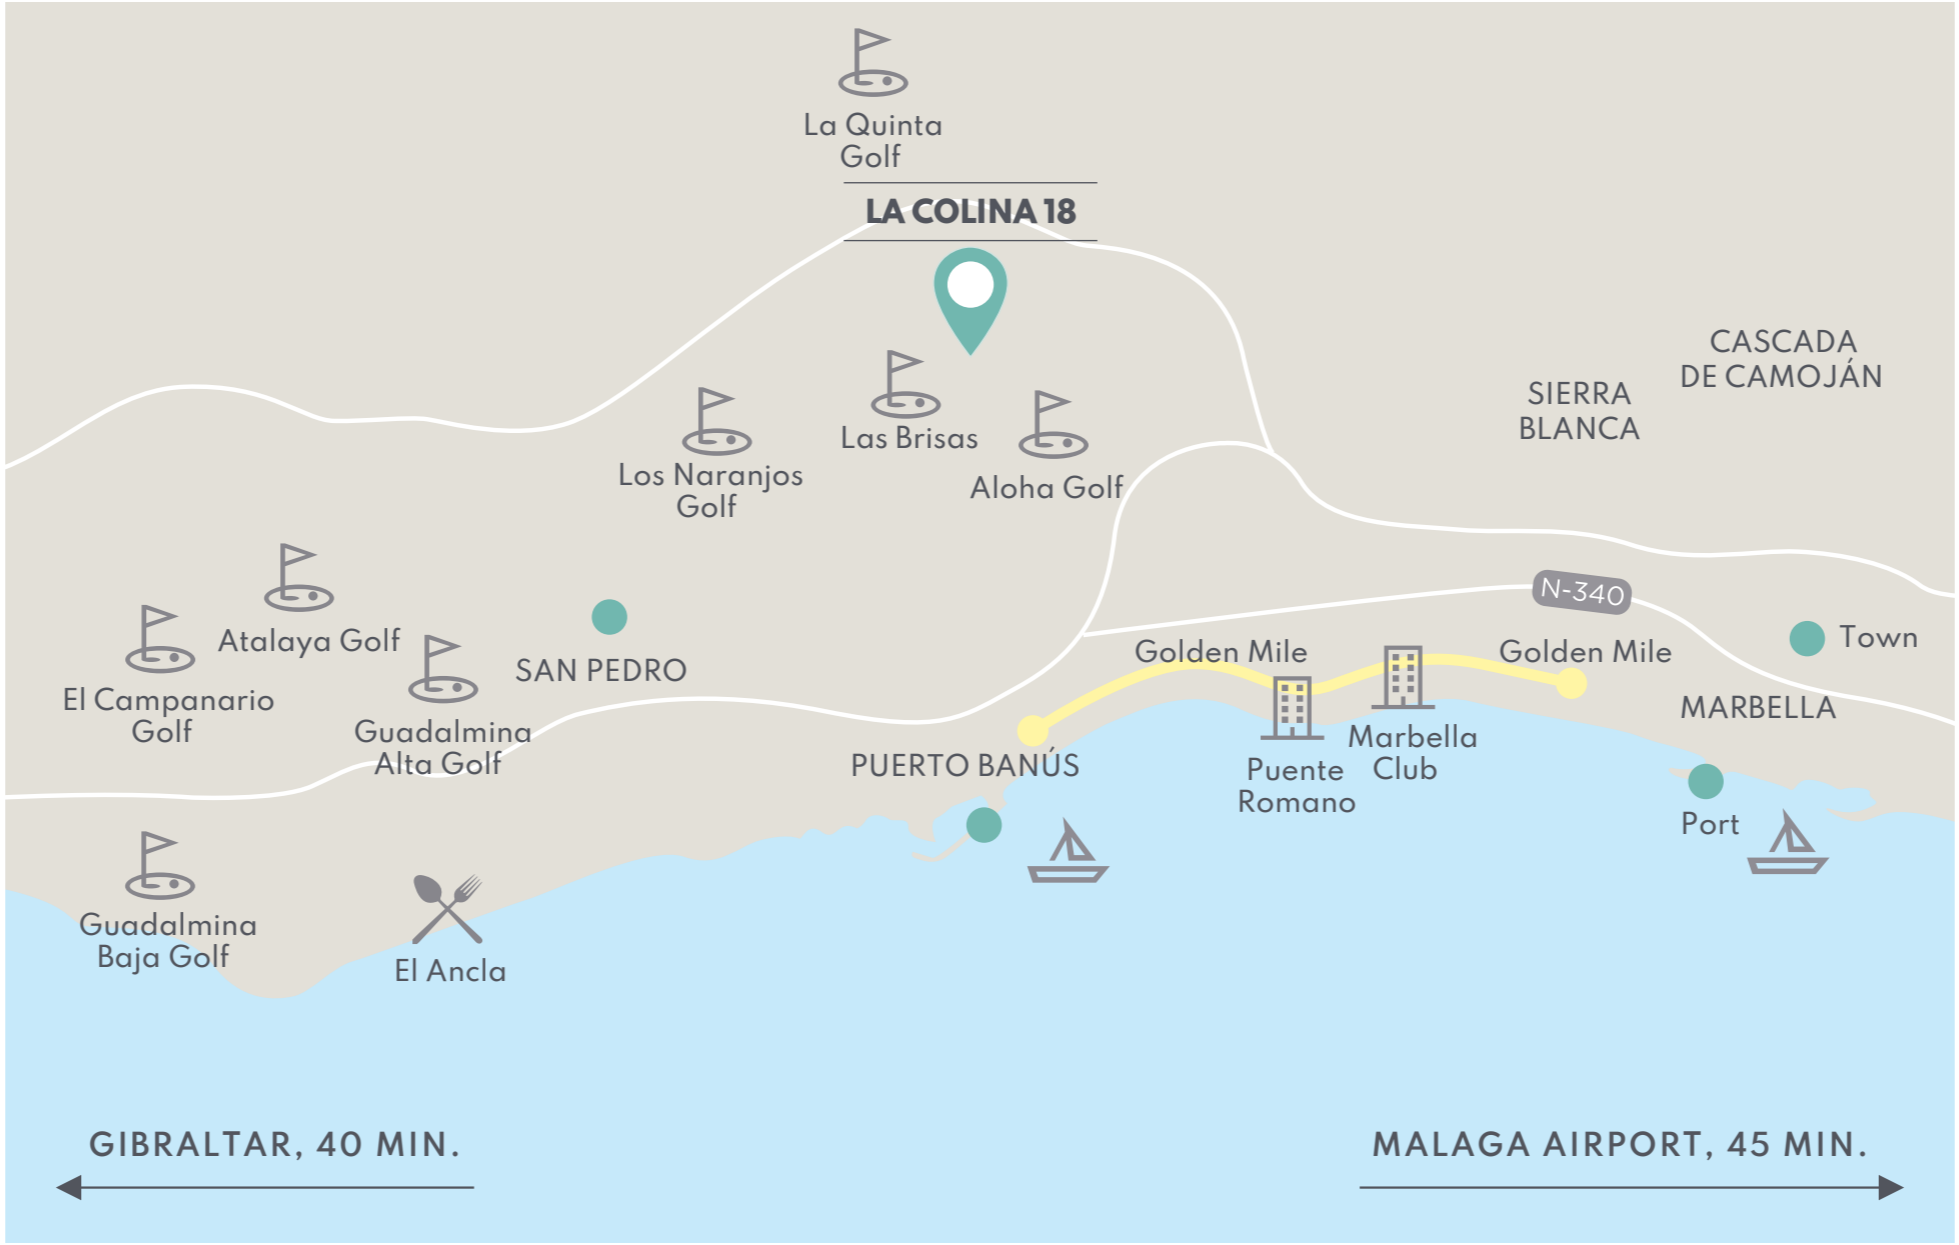 La Quinta
Golf
LA COLINA 18
CASCADA
DE CAMOJÁN
SIERRA
BLANCA
Las Brisas
Los Naranjos
Golf
Aloha Golf
N-340
Atalaya Golf
Golden Mile
Golden Mile
Town
SAN PEDRO
El Campanario
Golf
MARBELLA
Guadalmina
Alta Golf
PUERTO BANÚS
Marbella
Club
Puente
Romano
Port
Guadalmina
Baja Golf
El Ancla
GIBRALTAR, 40 MIN.
MALAGA AIRPORT, 45 MIN.